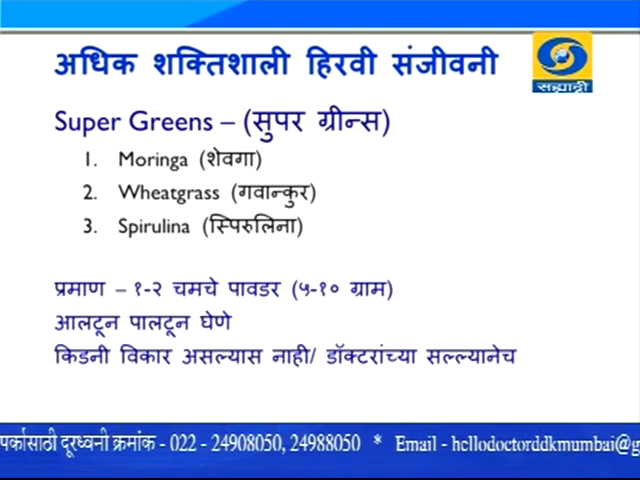 अधिक शक्तिशाली हिरवी संजीवनी
सह्याद्री
Super Greens – (सुपर ग्रीन्स)
1. Moringa (शेवगा)
2. Wheatgrass (गवान्कुर)
3. Spirulina (स्पिरुलिना)
प्रमाण – १-२ चमचे पावडर (५-१० ग्राम)
आलटून पालटून घेणे
किडनी विकार असल्यास नाही/ डॉक्टरांच्या सल्ल्यानेच
पर्कासाठी दूरध्वनी क्रमांक - 022 - 24908050, 24988050 * Email - hellodoctorddkmumbai@g